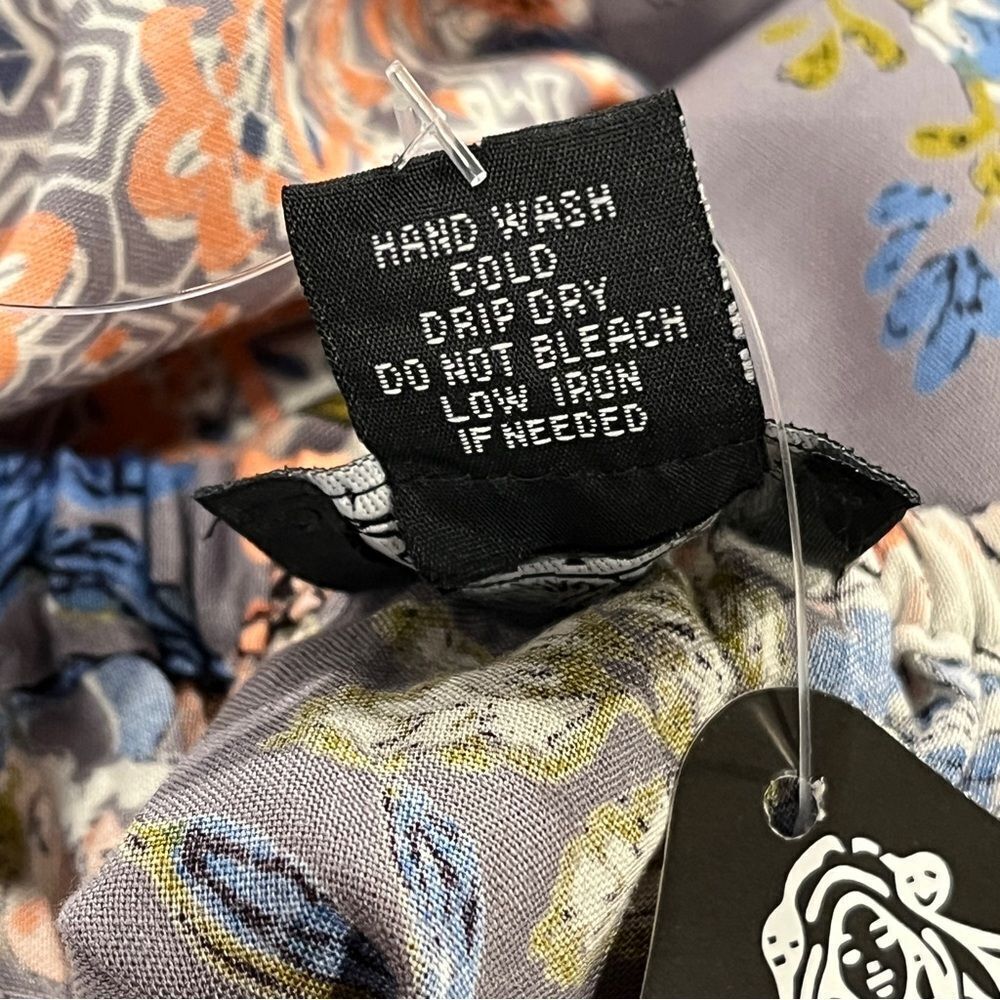 HAND WASH
COLD
DRIP DRY
DO NOT BLEACH
LOW IRON
IF NEEDED